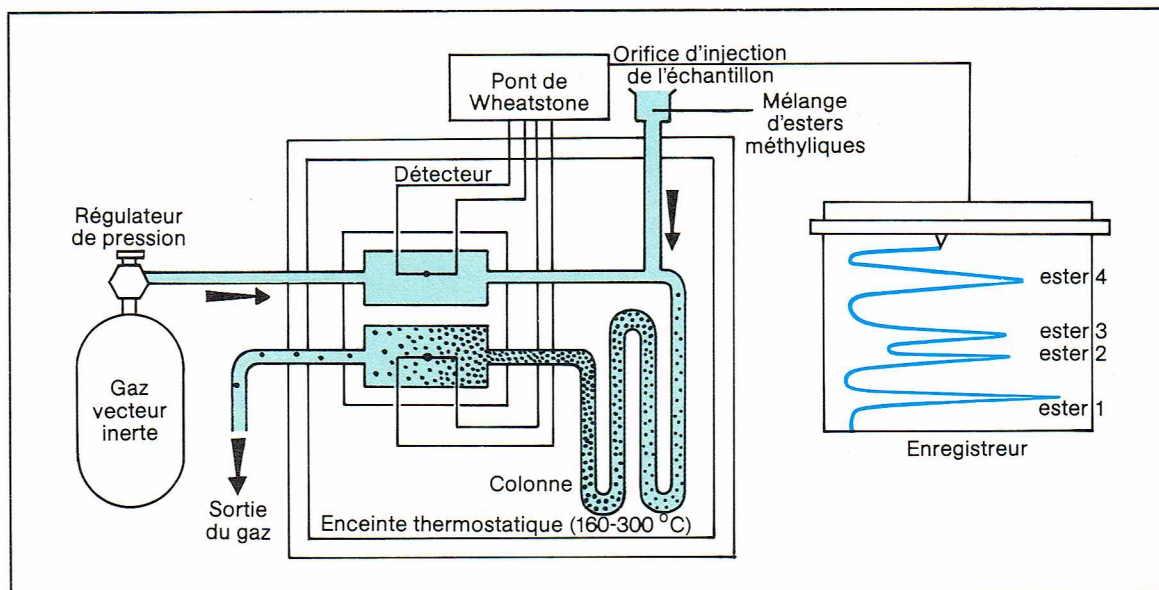 Pont de
Wheatstone
Orifice d'injection
de l'échantillon
Mélange
d'esters
méthyliques
Détecteur
Régulateur
de pression
Gaz
vecteur
inerte
Sortie
du gaz
Colonne
Enceinte thermostatique (160-300 °C)
ester 4
ester 3
ester 2
ester 1
Enregistreur